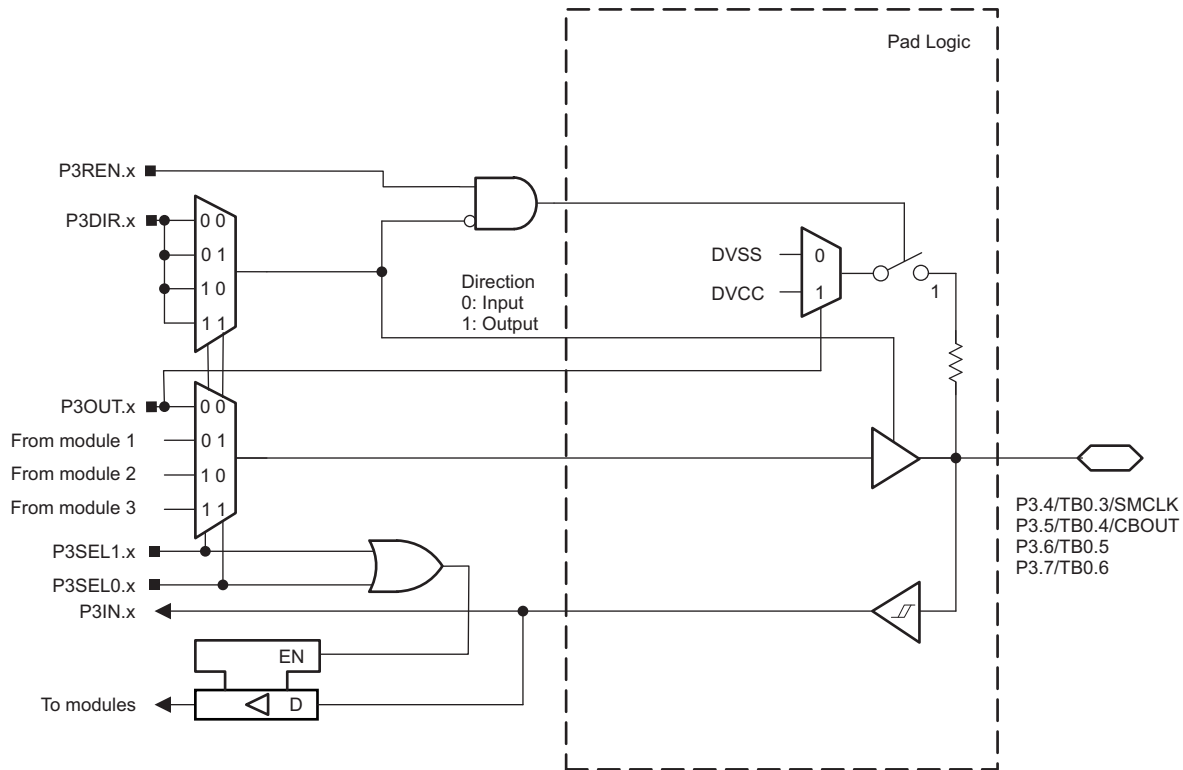 Pad Logic
P3REN.x
P3DIR.x
0 0
0 1
1 0
1 1
Direction
0: Input
1: Output
DVSS
DVCC
0
1
1
P3OUT.x
From module 1
From module 2
From module 3
0 0
0 1
1 0
1 1
P3SEL1.x
P3SEL0.x
P3IN.x
EN
To modules
D
P3.4/TB0.3/SMCLK
P3.5/TB0.4/CBOUT
P3.6/TB0.5
P3.7/TB0.6